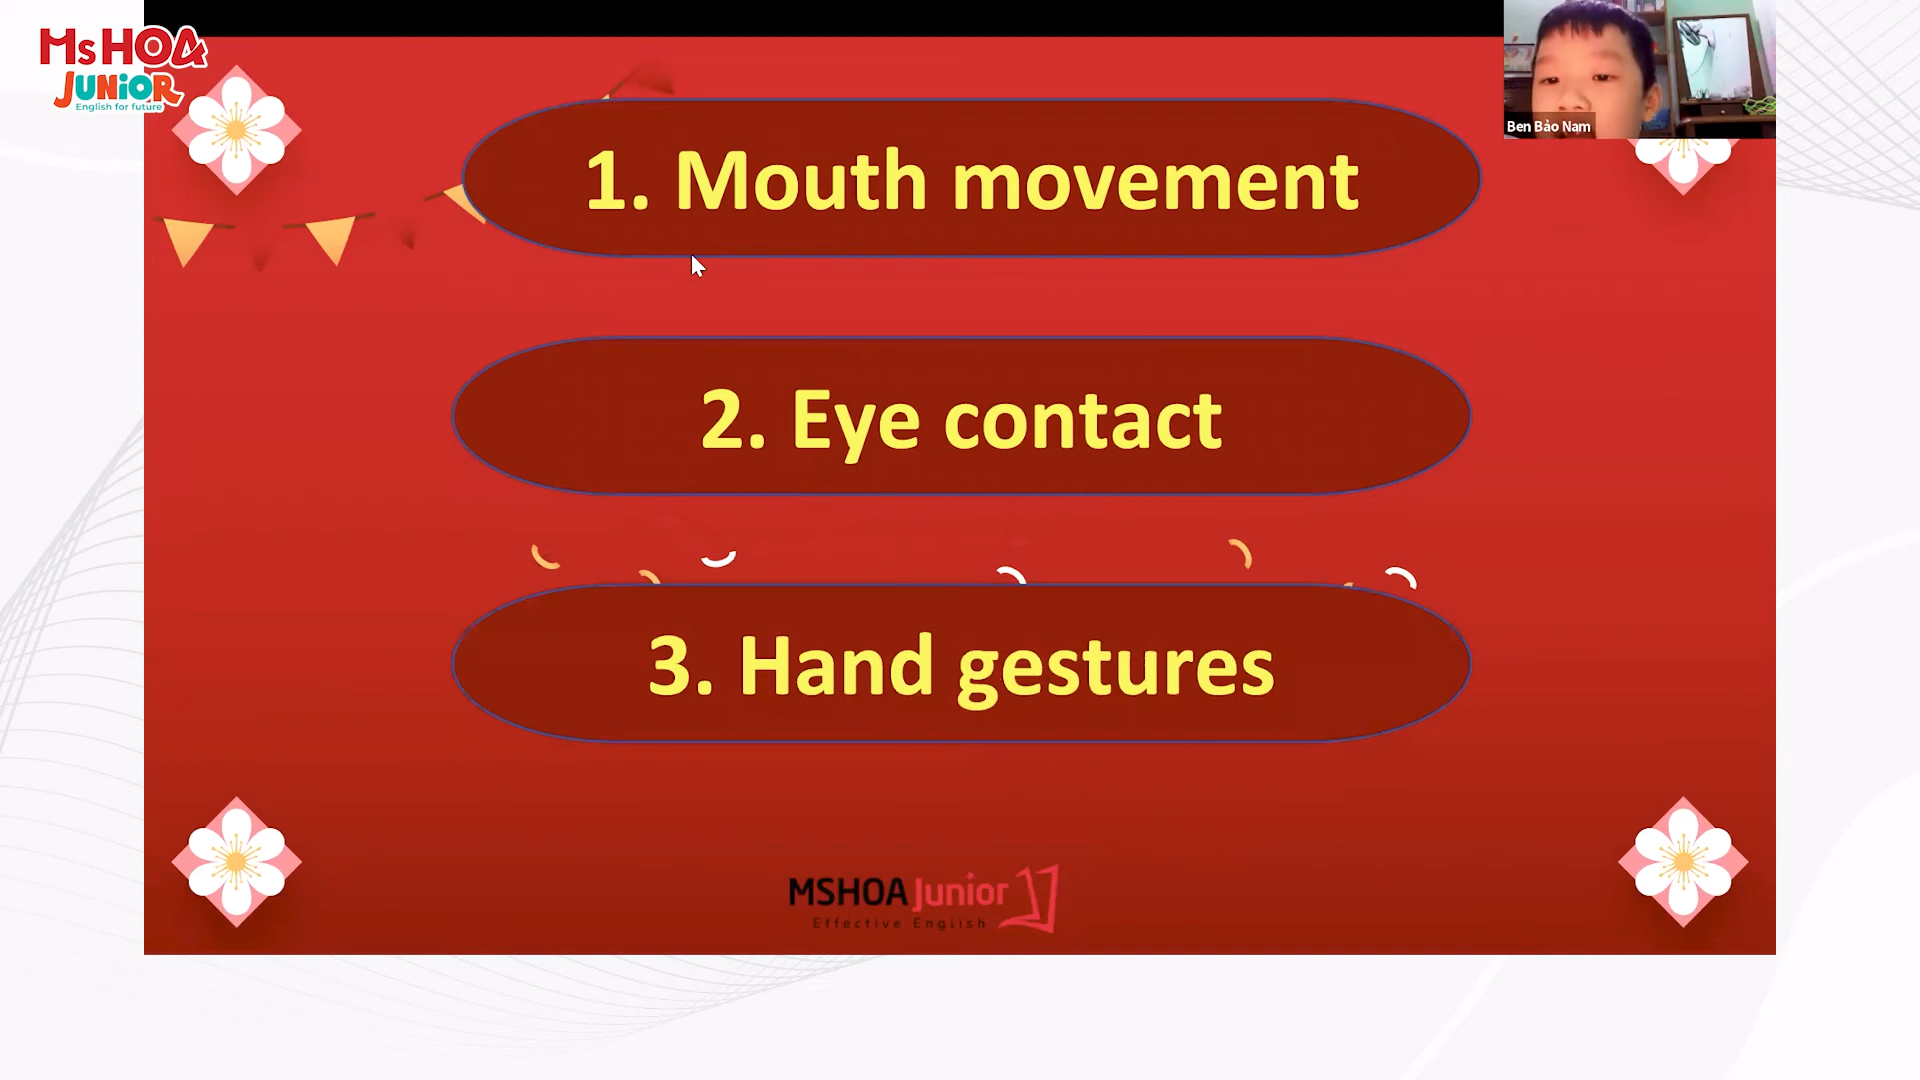 MsHOA
JUNiOR
English for future
Ben Bảo Nam
1. Mouth movement
2. Eye contact
3. Hand gestures
MSHOA Junior
Effective English